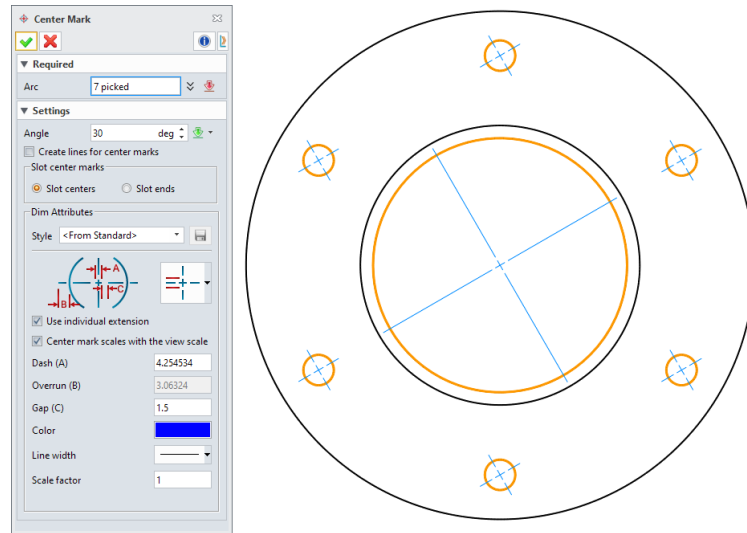 Center Mark
Required
Arc 7 picked
Settings
Angle 30 deg
Create lines for center marks
Slot center marks
Slot centers Slot ends
Dim Attributes
Style <From Standard>
A
C
B
Use individual extension
Center mark scales with the view scale
Dash (A) 4.254534
Overrun (B) 3.06324
Gap (C) 1.5
Color
Line width
Scale factor 1